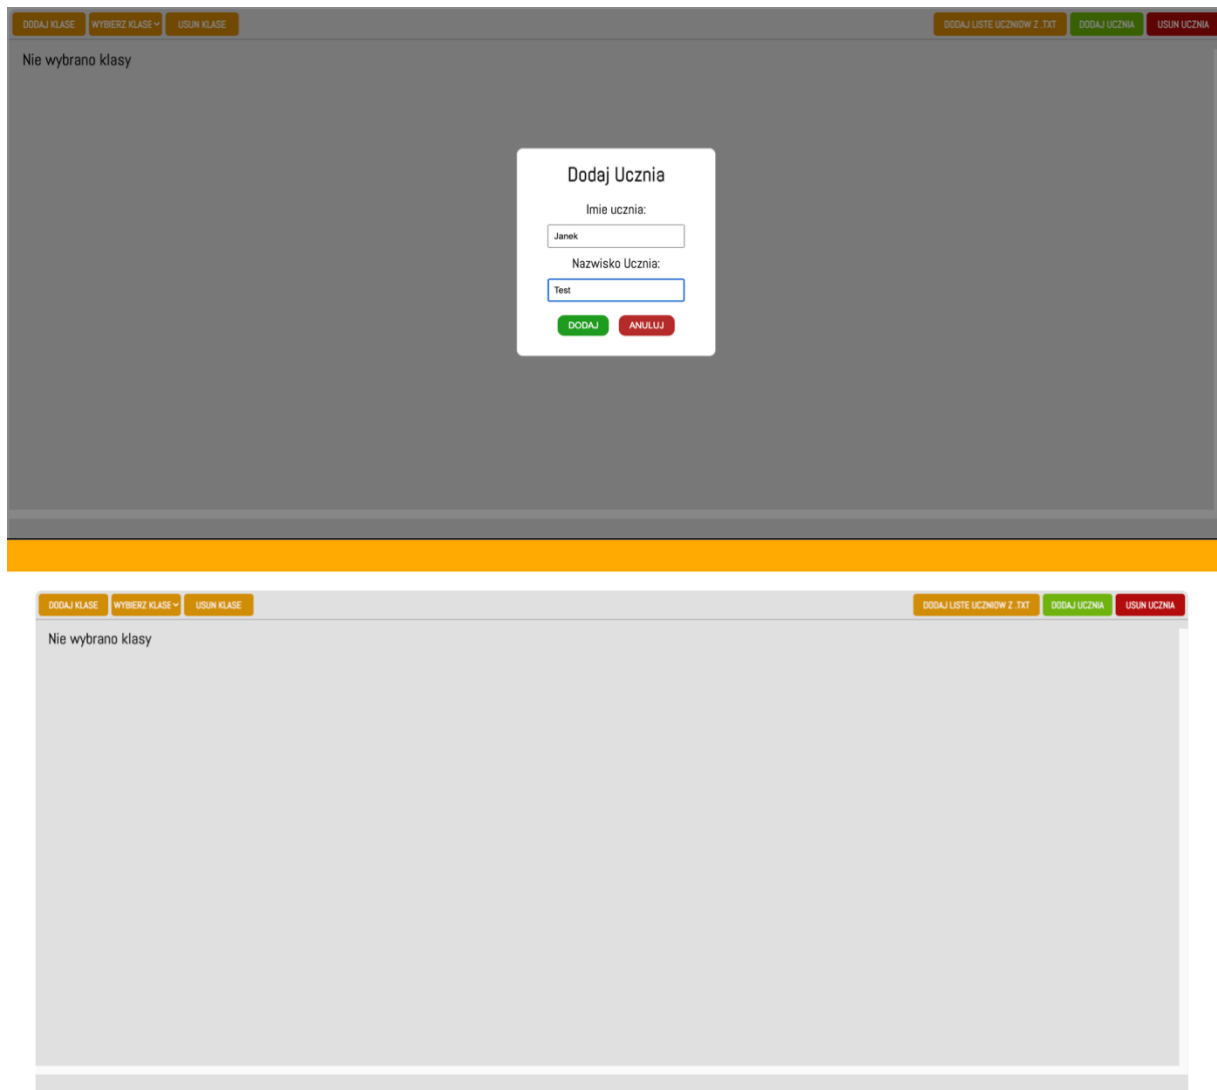 DODAJ KLASE WYBIERZ KLASE USUN KLASE DODAJ LISTE UCZNIOW Z .TXT DODAJ UCZNIA USUN UCZNIA
Nie wybrano klasy
Dodaj Ucznia
Imie ucznia:
Janek
Nazwisko Ucznia:
Test
DODAJ ANULUJ
DODAJ KLASE WYBIERZ KLASE USUN KLASE DODAJ LISTE UCZNIOW Z .TXT DODAJ UCZNIA USUN UCZNIA
Nie wybrano klasy